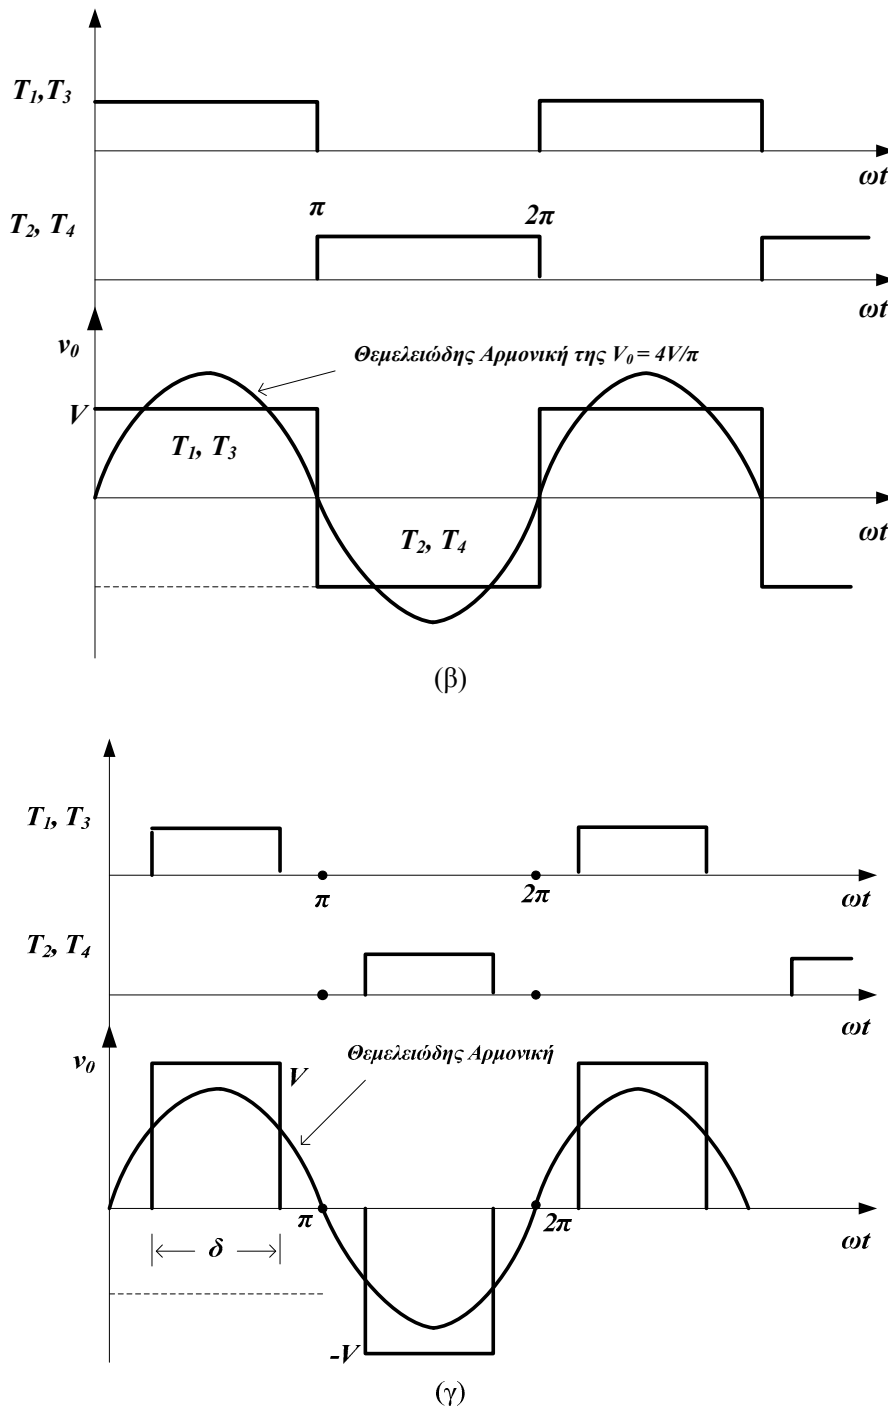 T₁,T₃
ωt
π
2π
T₂, T₄
ωt
v₀
Θεμελειώδης Αρμονική της V₀ = 4V/π
V
T₁, T₃
T₂, T₄
ωt
(β)
T₁, T₃
π
2π
ωt
T₂, T₄
ωt
v₀
Θεμελειώδης Αρμονική
V
π
2π
δ
ωt
-V
(γ)